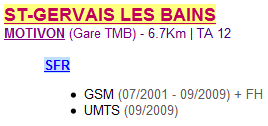 ST-GERVAIS LES BAINS
MOTIVON (Gare TMB) - 6.7Km | TA 12
SFR
• GSM (07/2001 - 09/2009) + FH
• UMTS (09/2009)